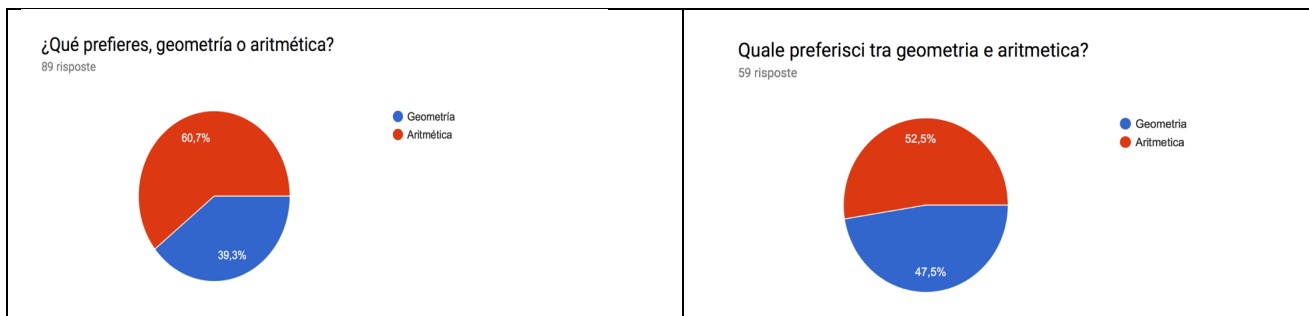 ¿Qué prefieres, geometría o aritmética?
89 risposte
60,7%
39,3%
Geometría
Aritmética
Quale preferisci tra geometria e aritmetica?
59 risposte
52,5%
47,5%
Geometria
Aritmetica